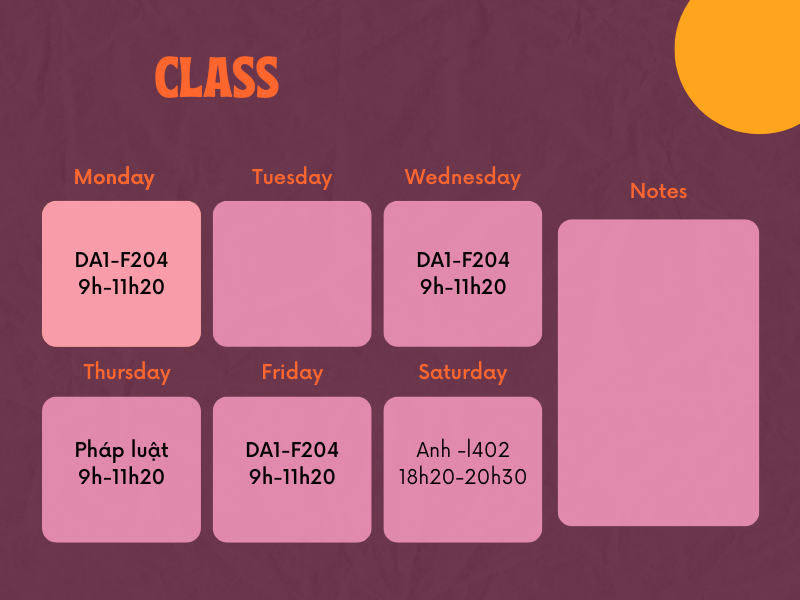 CLASS
Monday
Tuesday
Wednesday
Notes
DA1-F204
9h-11h20
DA1-F204
9h-11h20
Thursday
Friday
Saturday
Pháp luật
9h-11h20
DA1-F204
9h-11h20
Anh -l402
18h20-20h30